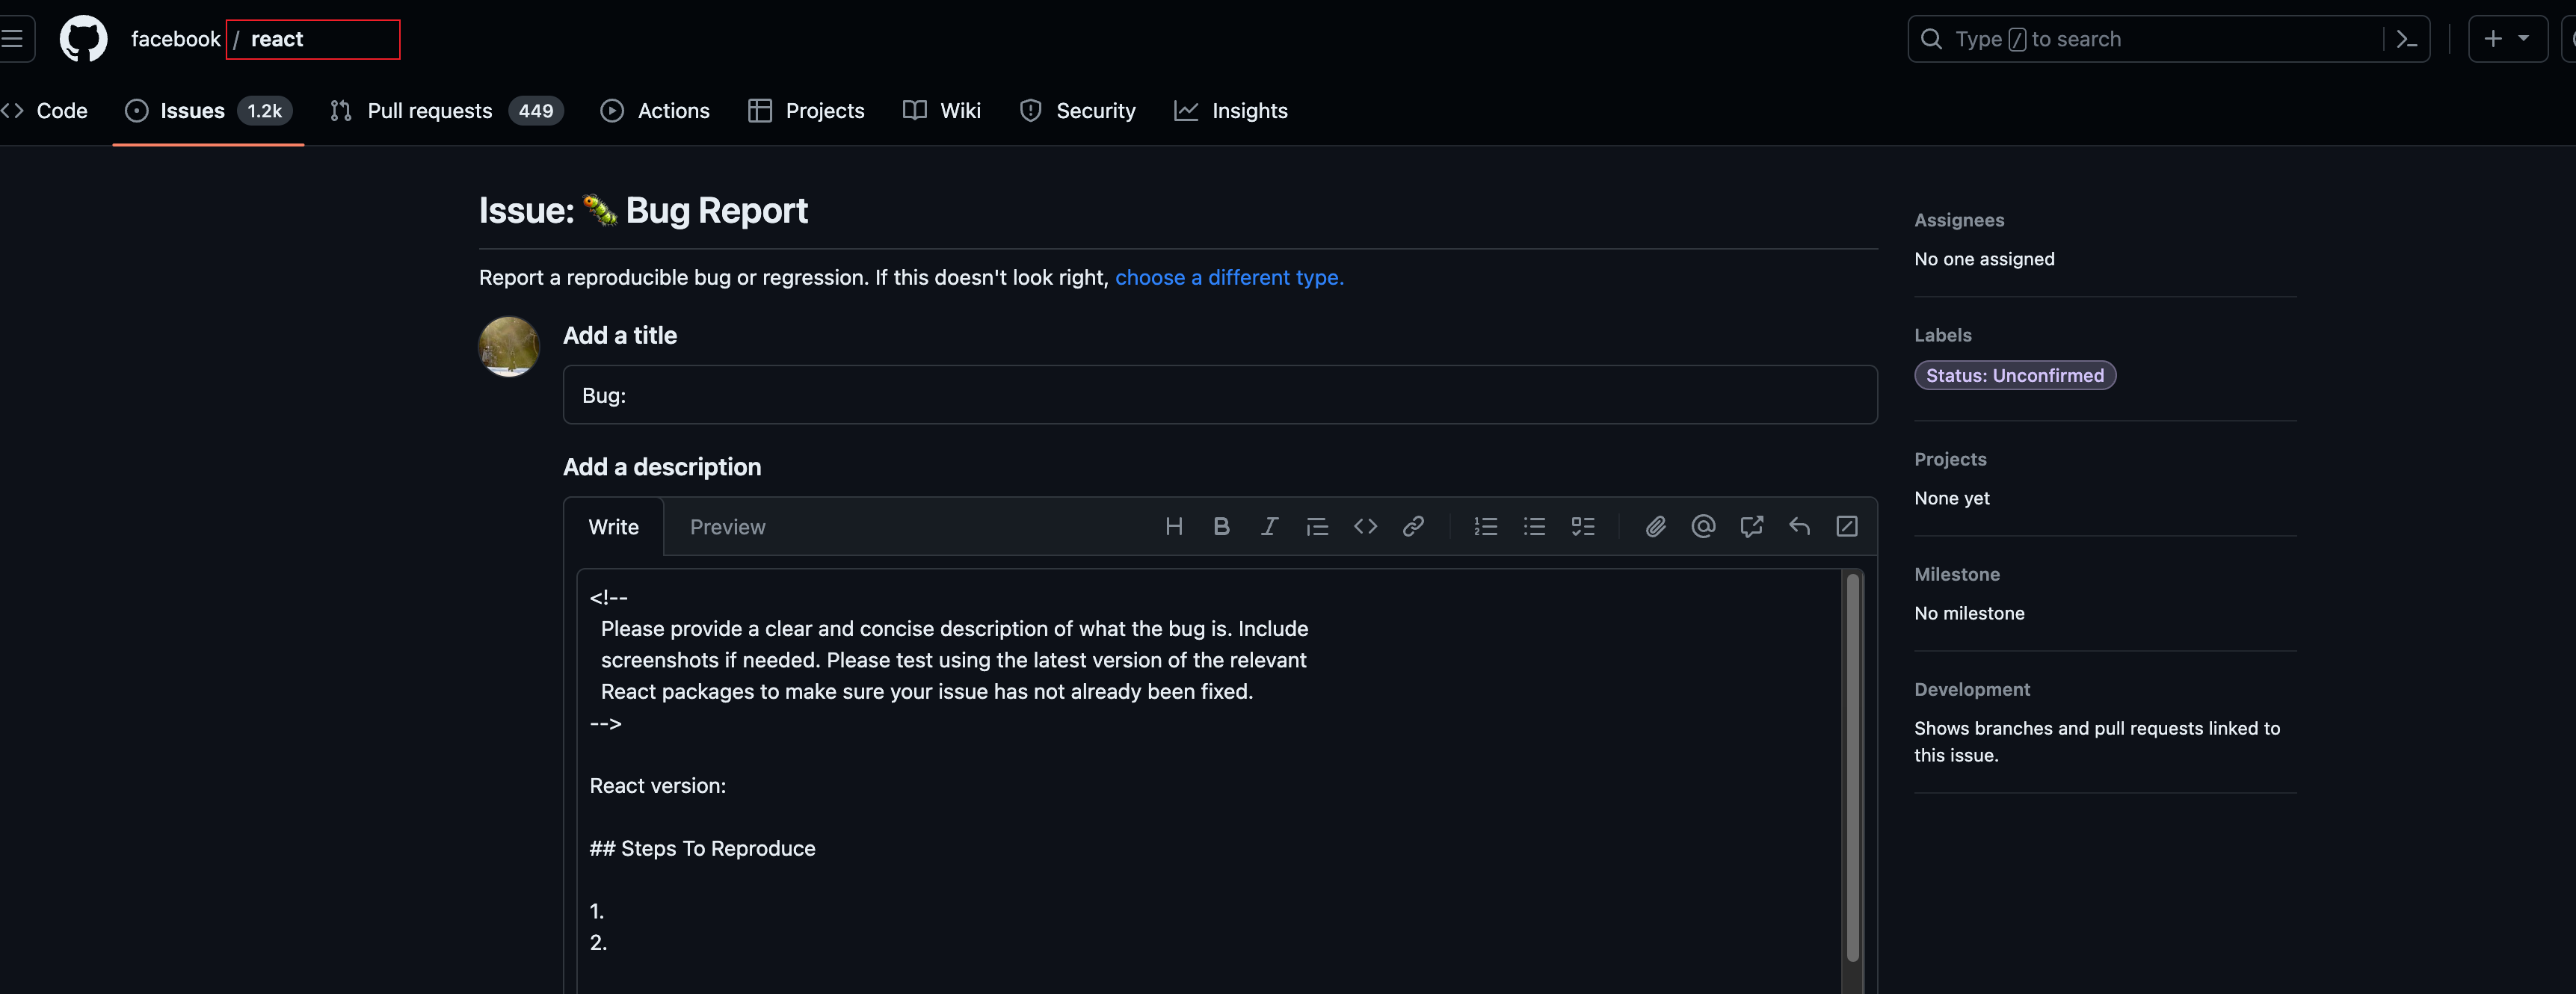 facebook / react
Type / to search
Code
Issues 1.2k
Pull requests 449
Actions
Projects
Wiki
Security
Insights
Issue: 🐛 Bug Report
Report a reproducible bug or regression. If this doesn't look right, choose a different type.
Add a title
Bug:
Add a description
Write
Preview
<!--
Please provide a clear and concise description of what the bug is. Include
screenshots if needed. Please test using the latest version of the relevant
React packages to make sure your issue has not already been fixed.
-->
React version:
## Steps To Reproduce
1.
2.
Assignees
No one assigned
Labels
Status: Unconfirmed
Projects
None yet
Milestone
No milestone
Development
Shows branches and pull requests linked to
this issue.